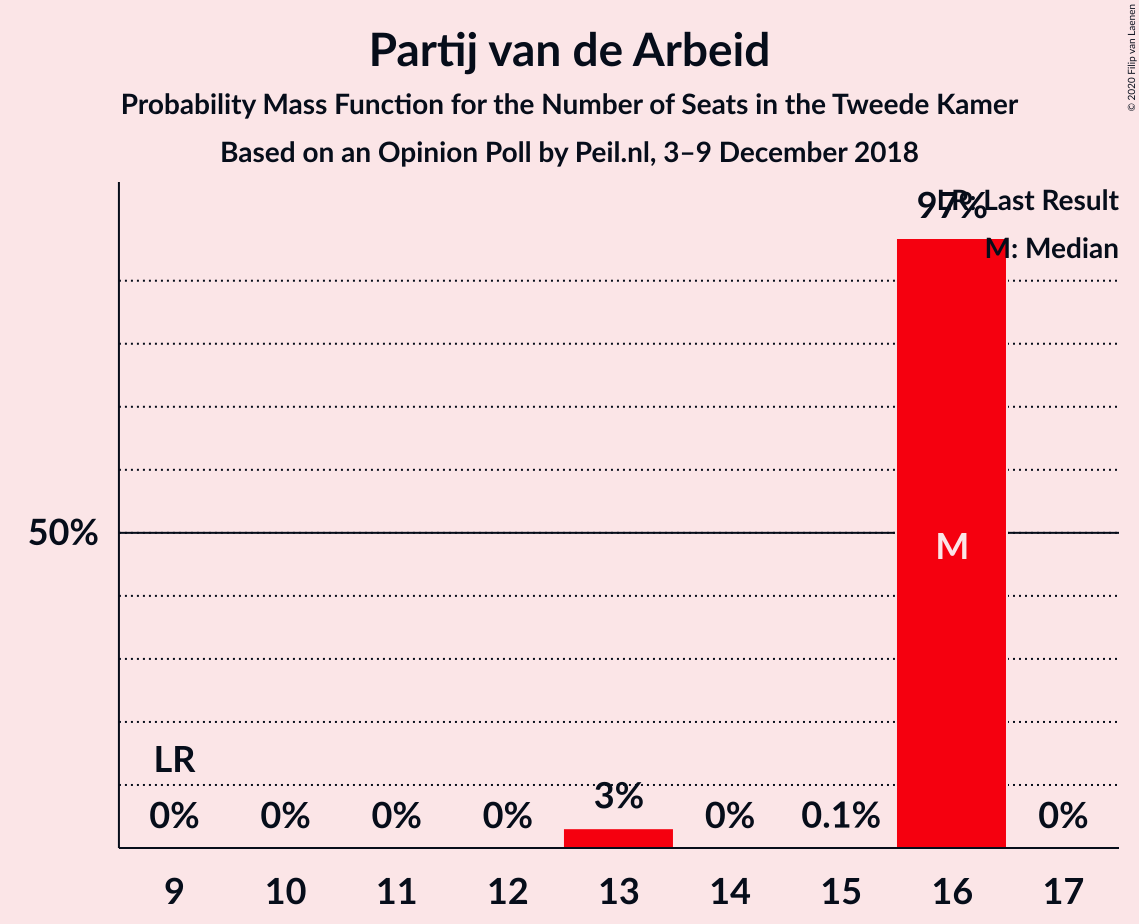 Partij van de Arbeid
Probability Mass Function for the Number of Seats in the Tweede Kamer
Based on an Opinion Poll by Peil.nl, 3–9 December 2018
© 2020 Filip van Laenen
97%
LR: Last Result
M: Median
50%
M
LR
0% 0% 0% 0% 3% 0% 0.1% 0%
9 10 11 12 13 14 15 16 17